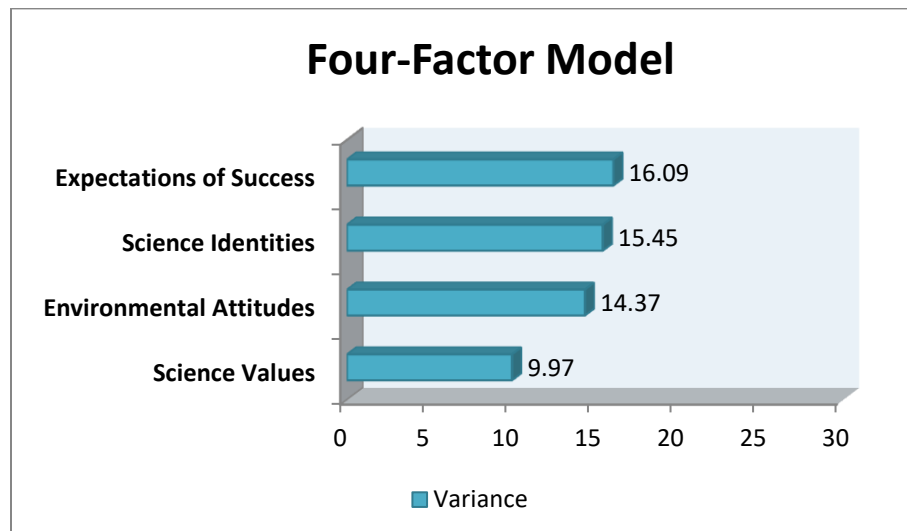 Four-Factor Model
Expectations of Success
16.09
Science Identities
15.45
Environmental Attitudes
14.37
Science Values
9.97
0 5 10 15 20 25 30
Variance